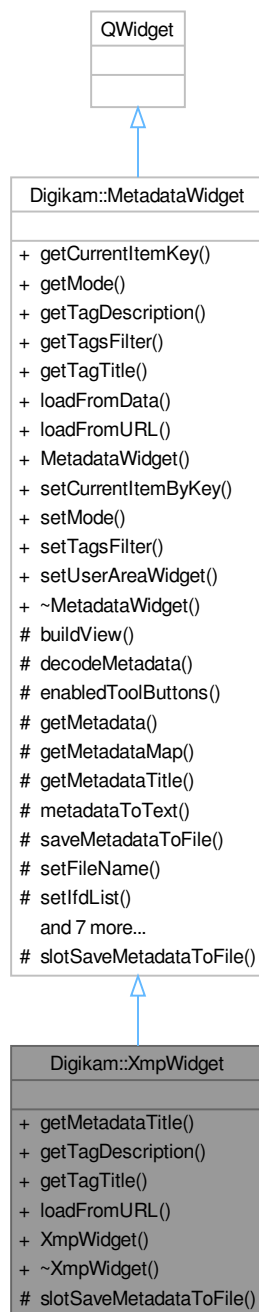 QWidget
Digikam::MetadataWidget
+ getCurrentItemKey()
+ getMode()
+ getTagDescription()
+ getTagsFilter()
+ getTagTitle()
+ loadFromData()
+ loadFromURL()
+ MetadataWidget()
+ setCurrentItemByKey()
+ setMode()
+ setTagsFilter()
+ setUserAreaWidget()
+ ~MetadataWidget()
# buildView()
# decodeMetadata()
# enabledToolButtons()
# getMetadata()
# getMetadataMap()
# getMetadataTitle()
# metadataToText()
# saveMetadataToFile()
# setFileName()
# setIfdList()
and 7 more...
# slotSaveMetadataToFile()
Digikam::XmpWidget
+ getMetadataTitle()
+ getTagDescription()
+ getTagTitle()
+ loadFromURL()
+ XmpWidget()
+ ~XmpWidget()
# slotSaveMetadataToFile()